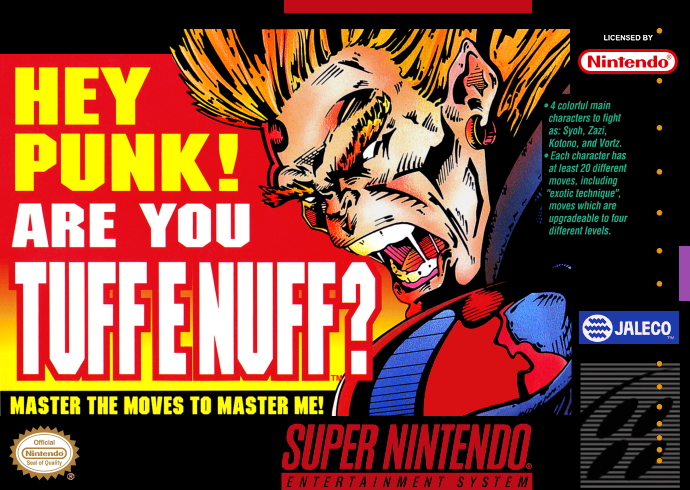 HEY
PUNK!
ARE YOU
TUFF E NUFF?
TM
MASTER THE MOVES TO MASTER ME!
LICENSED BY
Nintendo®
• 4 colorful main
characters to fight
as: Syoh, Zazi,
Kotono, and Vortz.
• Each character has
at least 20 different
moves, including
"exotic technique",
moves which are
upgradeable to four
different levels.
JALECO
TM
Official
Nintendo
Seal of Quality
®
SUPER NINTENDO®
ENTERTAINMENT SYSTEM